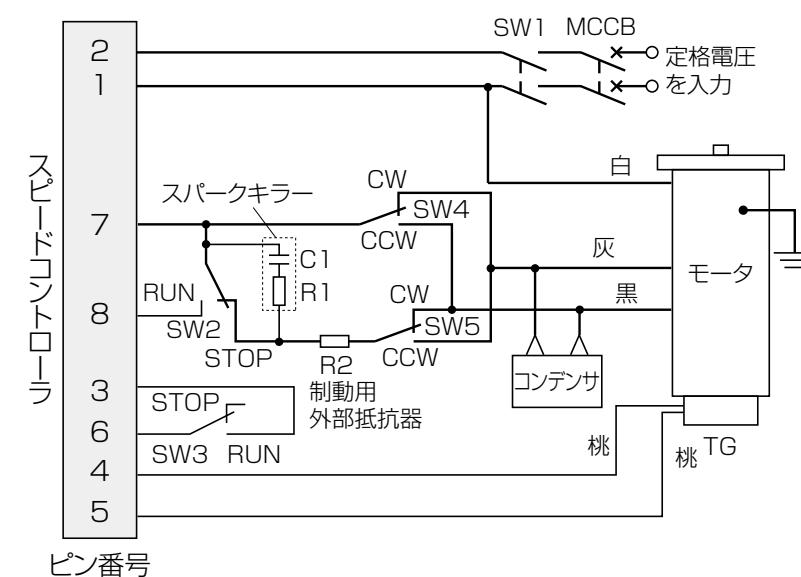 SW1 MCCB
定格電圧
を入力
スピードコントローラ
2
1
7
8
3
6
4
5
ピン番号
スパークキラー
C1
R1
CW
SW4
CCW
RUN
SW2
STOP
R2
制動用
外部抵抗器
CW
SW5
CCW
STOP
SW3 RUN
白
灰
黒
コンデンサ
モータ
桃
桃
TG